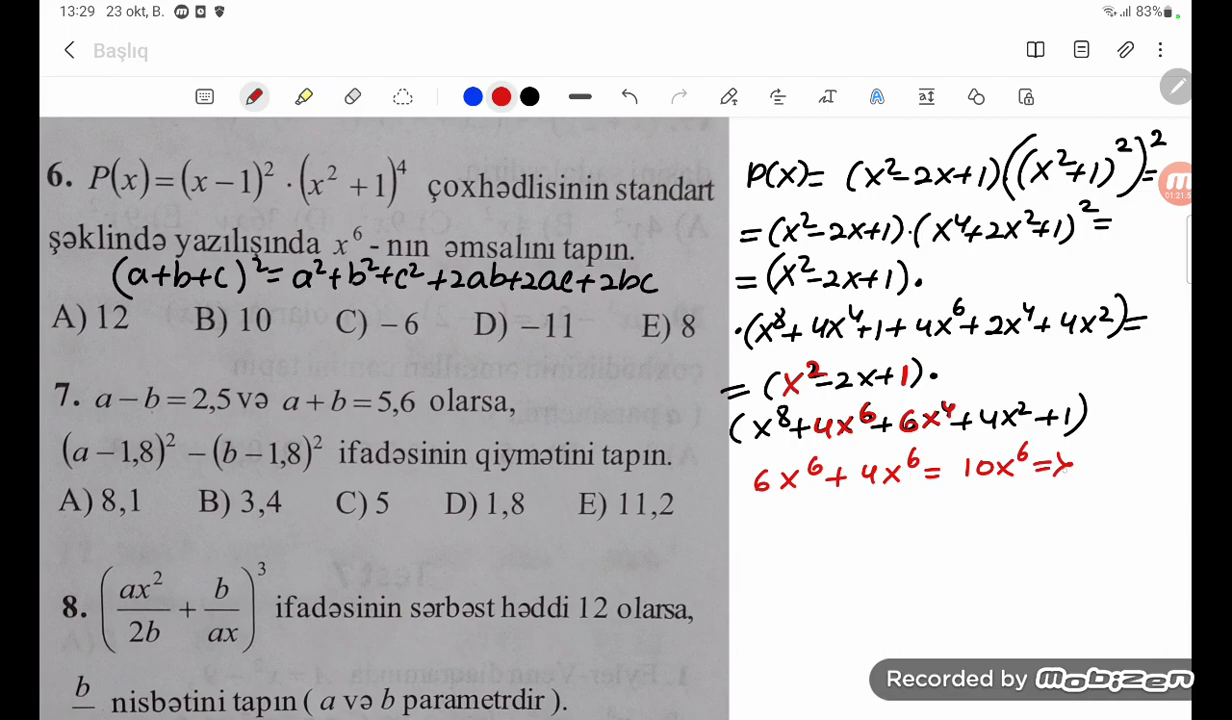 13:29 23 okt, B. 83%
Başlıq
6. P(x) = (x − 1)² · (x² + 1)⁴ çoxhədlisinin standart
şəklində yazılışında x⁶ - nın əmsalını tapın.
(a+b+c)² = a²+b²+c²+2ab+2ac+2bc
A) 12 B) 10 C) − 6 D) −11 E) 8
7. a − b = 2,5 və a + b = 5,6 olarsa,
(a − 1,8)² − (b − 1,8)² ifadəsinin qiymətini tapın.
A) 8,1 B) 3,4 C) 5 D) 1,8 E) 11,2
8. (ax²/2b + b/ax)³ ifadəsinin sərbəst həddi 12 olarsa,
b
nisbətini tapın ( a və b parametrdir ).
P(x)= (x²-2x+1)((x²+1)²)²=
=(x²-2x+1)·(x⁴+2x²+1)²=
=(x²-2x+1)·
·(x⁸+4x⁴+1+4x⁶+2x⁴+4x²)=
=(x²-2x+1)·
(x⁸+4x⁶+6x⁴+4x²+1)
6x⁶+4x⁶= 10x⁶=>
Recorded by mobizen